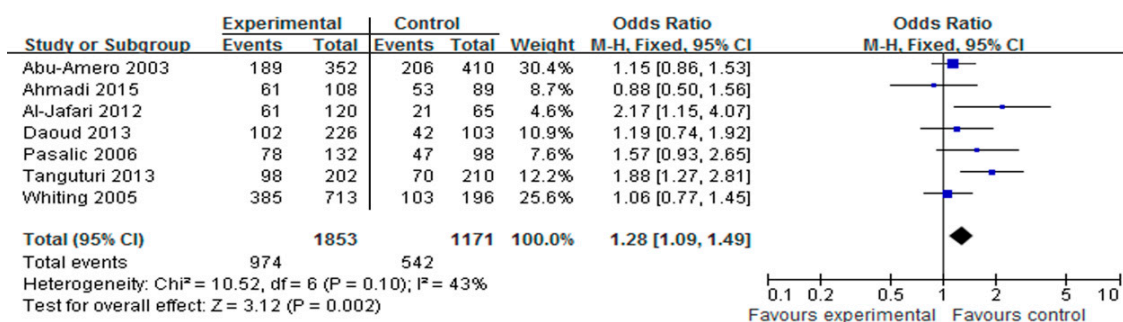 Experimental Control Odds Ratio Odds Ratio
Study or Subgroup Events Total Events Total Weight M-H, Fixed, 95% CI M-H, Fixed, 95% CI
Abu-Amero 2003 189 352 206 410 30.4% 1.15 [0.86, 1.53]
Ahmadi 2015 61 108 53 89 8.7% 0.88 [0.50, 1.56]
Al-Jafari 2012 61 120 21 65 4.6% 2.17 [1.15, 4.07]
Daoud 2013 102 226 42 103 10.9% 1.19 [0.74, 1.92]
Pasalic 2006 78 132 47 98 7.6% 1.57 [0.93, 2.65]
Tanguturi 2013 98 202 70 210 12.2% 1.88 [1.27, 2.81]
Whiting 2005 385 713 103 196 25.6% 1.06 [0.77, 1.45]
Total (95% CI) 1853 1171 100.0% 1.28 [1.09, 1.49]
Total events 974 542
Heterogeneity: Chi² = 10.52, df = 6 (P = 0.10); I² = 43%
Test for overall effect: Z = 3.12 (P = 0.002)
0.1 0.2 0.5 1 2 5 10
Favours experimental Favours control